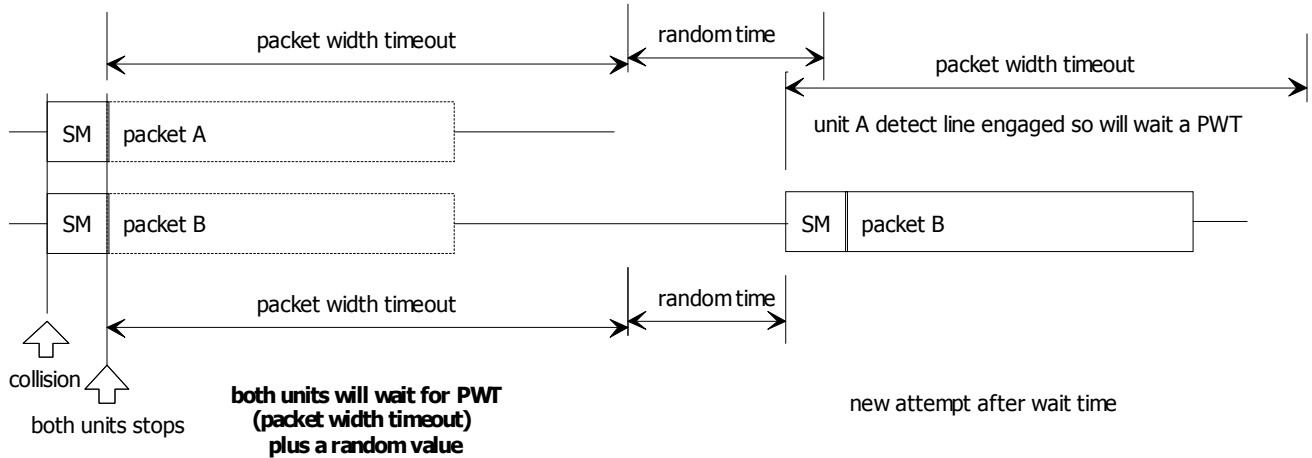 packet width timeout
random time
packet width timeout
SM
packet A
unit A detect line engaged so will wait a PWT
SM
packet B
SM
packet B
packet width timeout
random time
collision
both units stops
both units will wait for PWT
(packet width timeout)
plus a random value
new attempt after wait time